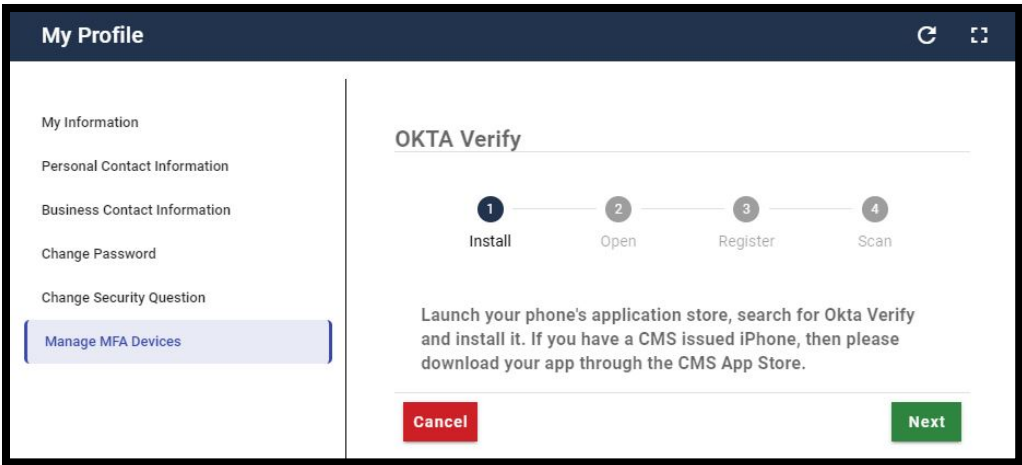 My Profile
My Information
Personal Contact Information
Business Contact Information
Change Password
Change Security Question
Manage MFA Devices
OKTA Verify
1
2
3
4
Install
Open
Register
Scan
Launch your phone's application store, search for Okta Verify
and install it. If you have a CMS issued iPhone, then please
download your app through the CMS App Store.
Cancel
Next